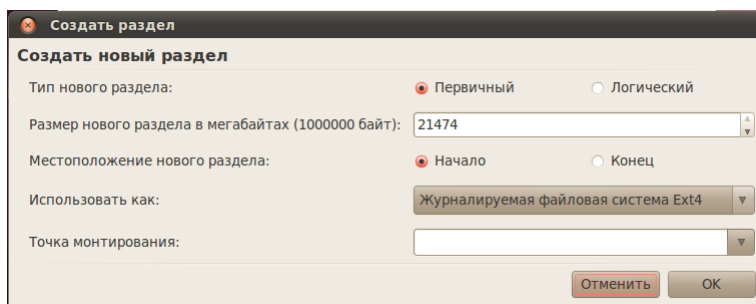 Создать раздел
Создать новый раздел
Тип нового раздела: Первичный Логический
Размер нового раздела в мегабайтах (1000000 байт): 21474
Местоположение нового раздела: Начало Конец
Использовать как: Журналируемая файловая система Ext4
Точка монтирования:
Отменить OK